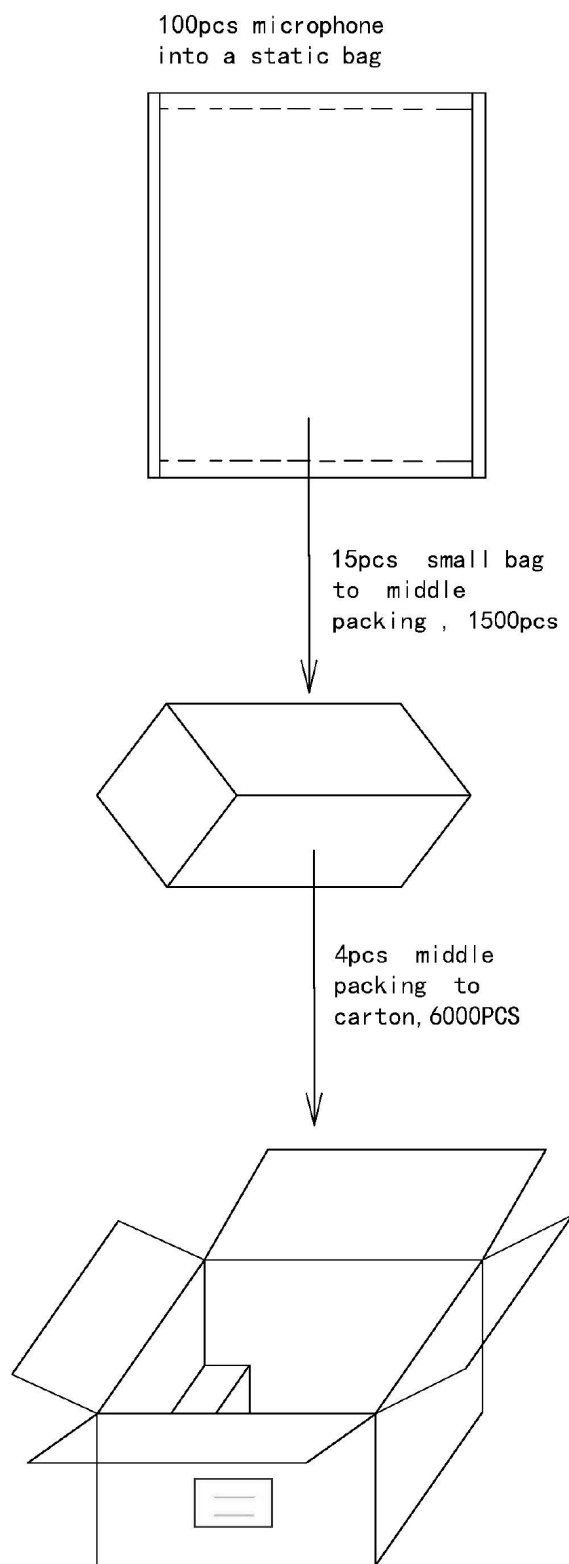 100pcs microphone
into a static bag
15pcs small bag
to middle
packing , 1500pcs
4pcs middle
packing to
carton, 6000PCS